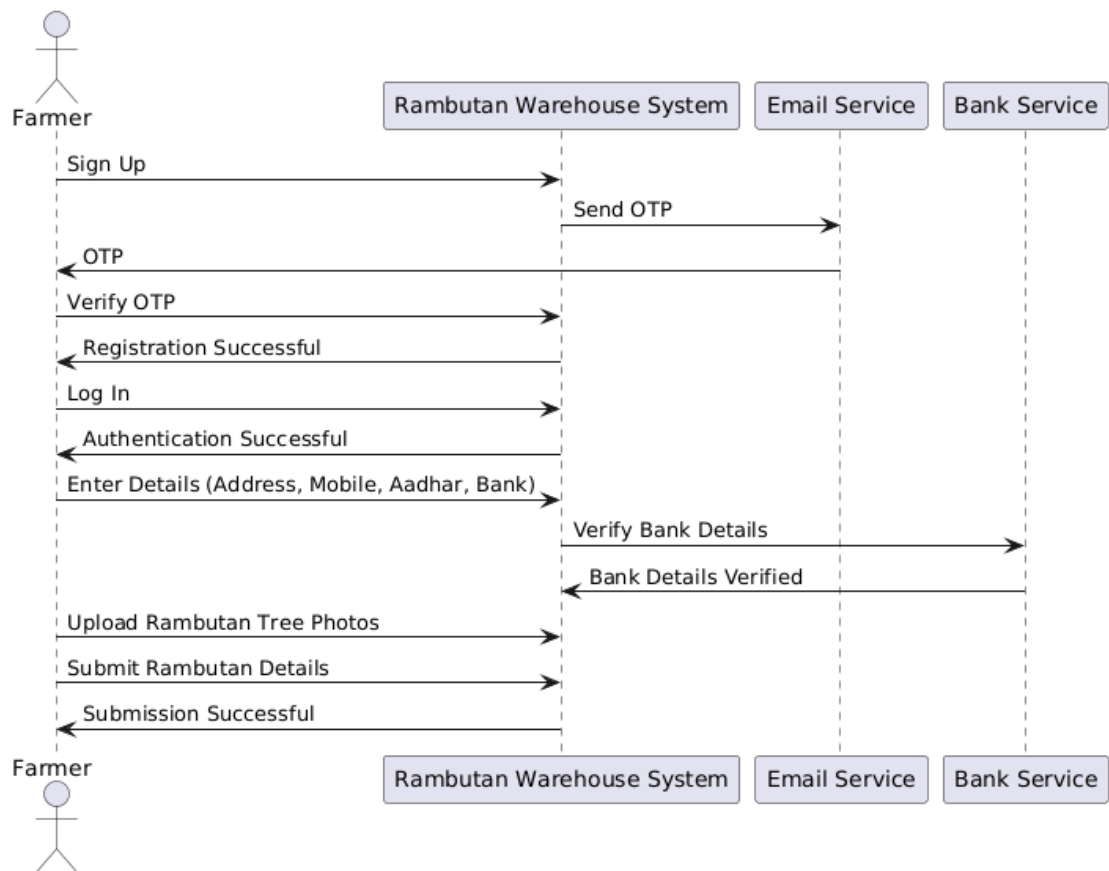 Farmer
Rambutan Warehouse System
Email Service
Bank Service
Sign Up
Send OTP
OTP
Verify OTP
Registration Successful
Log In
Authentication Successful
Enter Details (Address, Mobile, Aadhar, Bank)
Verify Bank Details
Bank Details Verified
Upload Rambutan Tree Photos
Submit Rambutan Details
Submission Successful
Farmer
Rambutan Warehouse System
Email Service
Bank Service